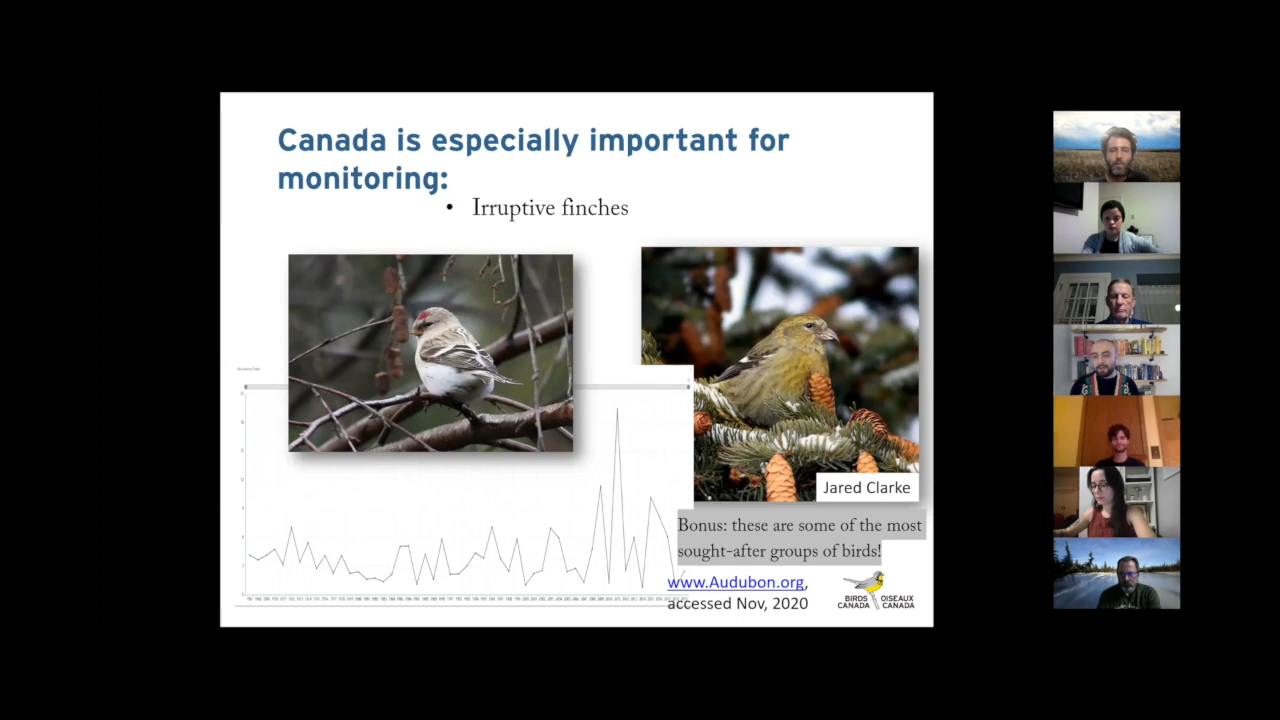 Canada is especially important for
monitoring:
• Irruptive finches
Jared Clarke
Bonus: these are some of the most
sought-after groups of birds!
www.Audubon.org,
accessed Nov, 2020
BIRDS OISEAUX
CANADA CANADA